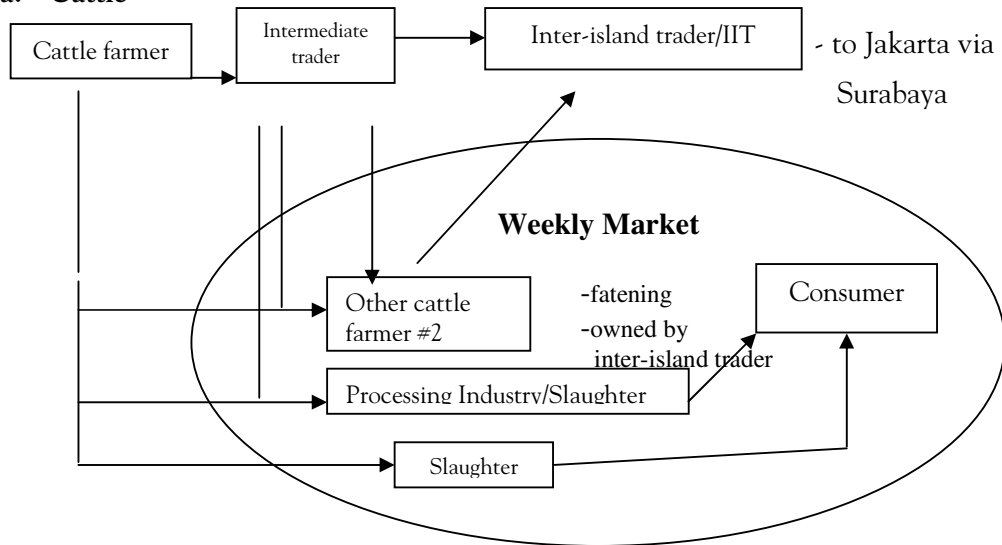 a. Cattle
Cattle farmer
Intermediate
trader
Inter-island trader/IIT
- to Jakarta via
Surabaya
Weekly Market
Other cattle
farmer #2
-fatening
-owned by
inter-island trader
Consumer
Processing Industry/Slaughter
Slaughter